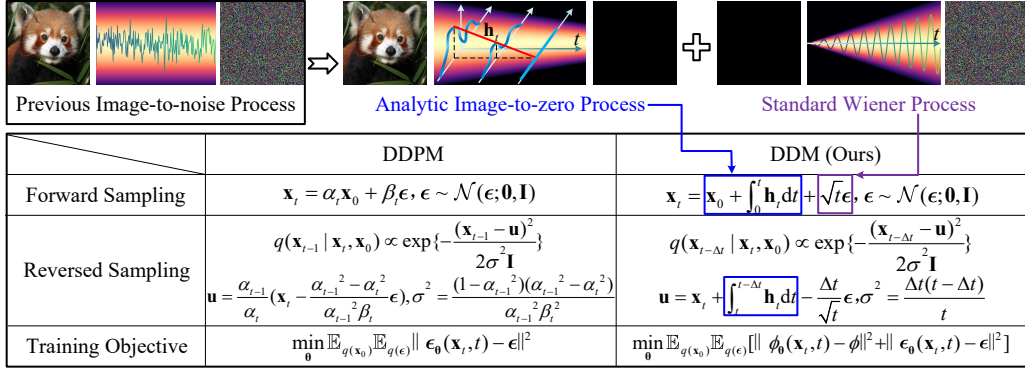 h_t t t
Previous Image-to-noise Process Analytic Image-to-zero Process Standard Wiener Process
DDPM DDM (Ours)
Forward Sampling x_t = α_t x_0 + β_t ϵ, ϵ ~ 𝒩(ϵ; 0, I) x_t = x_0 + ∫_0^t h_t dt + √t ϵ, ϵ ~ 𝒩(ϵ; 0, I)
Reversed Sampling q(x_{t-1} | x_t, x_0) ∝ exp{-(x_{t-1} - u)^2 / 2σ^2 I} q(x_{t-Δt} | x_t, x_0) ∝ exp{-(x_{t-Δt} - u)^2 / 2σ^2 I}
u = α_{t-1}/α_t (x_t - (α_{t-1}^2 - α_t^2)/(α_{t-1}^2 β_t) ϵ), σ^2 = (1 - α_{t-1}^2)(α_{t-1}^2 - α_t^2)/(α_{t-1}^2 β_t^2) u = x_t + ∫_t^{t-Δt} h_t dt - Δt/√t ϵ, σ^2 = Δt(t - Δt)/t
Training Objective min_θ 𝔼_{q(x_0)} 𝔼_{q(ϵ)} || ϵ_θ(x_t, t) - ϵ ||^2 min_θ 𝔼_{q(x_0)} 𝔼_{q(ϵ)} [|| ϕ_θ(x_t, t) - ϕ ||^2 + || ϵ_θ(x_t, t) - ϵ ||^2]